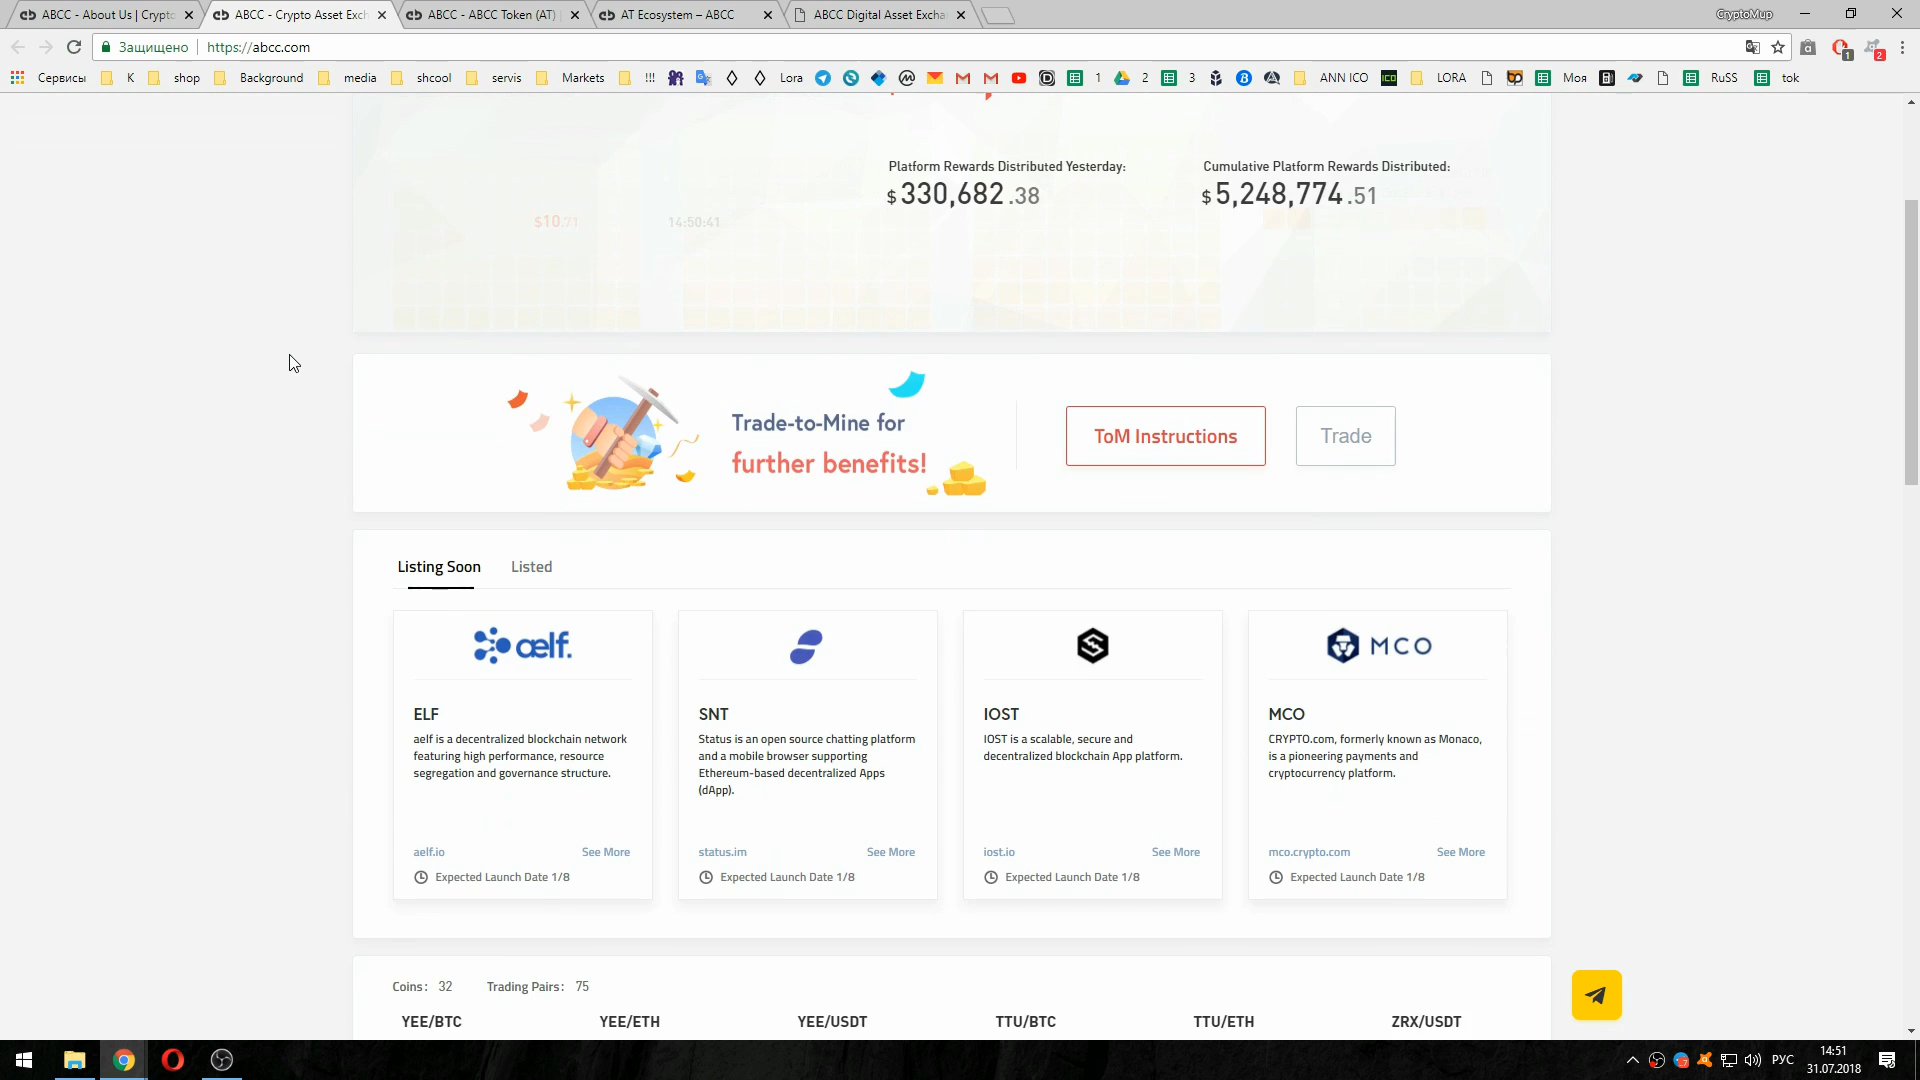 ABCC - About Us | Crypto
ABCC - Crypto Asset Exch
ABCC - ABCC Token (AT) |
AT Ecosystem – ABCC
ABCC Digital Asset Excha
CryptoMup
Защищено
https://abcc.com
1
2
Сервисы
K
shop
Background
media
shcool
servis
Markets
!!!
Lora
1
2
3
ANN ICO
LORA
Моя
RuSS
tok
Platform Rewards Distributed Yesterday:
$330,682.38
Cumulative Platform Rewards Distributed:
$5,248,774.51
$10.71
14:50:41
Trade-to-Mine for
further benefits!
ToM Instructions
Trade
Listing Soon
Listed
ælf.
ELF
aelf is a decentralized blockchain network
featuring high performance, resource
segregation and governance structure.
aelf.io
See More
Expected Launch Date 1/8
SNT
Status is an open source chatting platform
and a mobile browser supporting
Ethereum-based decentralized Apps
(dApp).
status.im
See More
Expected Launch Date 1/8
IOST
IOST is a scalable, secure and
decentralized blockchain App platform.
iost.io
See More
Expected Launch Date 1/8
MCO
MCO
CRYPTO.com, formerly known as Monaco,
is a pioneering payments and
cryptocurrency platform.
mco.crypto.com
See More
Expected Launch Date 1/8
Coins: 32
Trading Pairs: 75
YEE/BTC
YEE/ETH
YEE/USDT
TTU/BTC
TTU/ETH
ZRX/USDT
РУС
14:51
31.07.2018